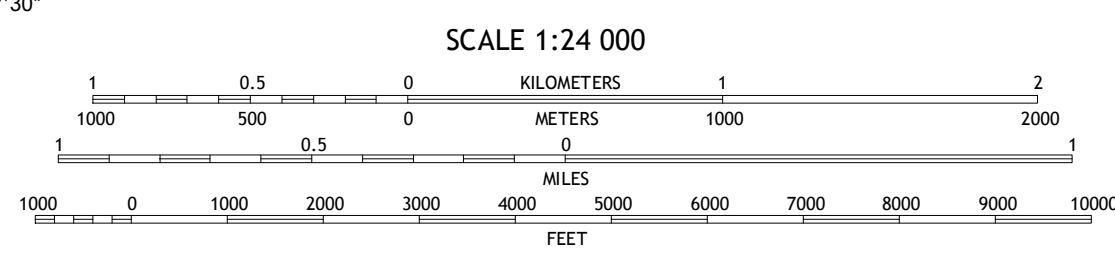 '30"
SCALE 1:24 000
1 0.5 0 KILOMETERS 1 2
1000 500 0 METERS 1000 2000
1 0.5 0 1
MILES
1000 0 1000 2000 3000 4000 5000 6000 7000 8000 9000 10000
FEET